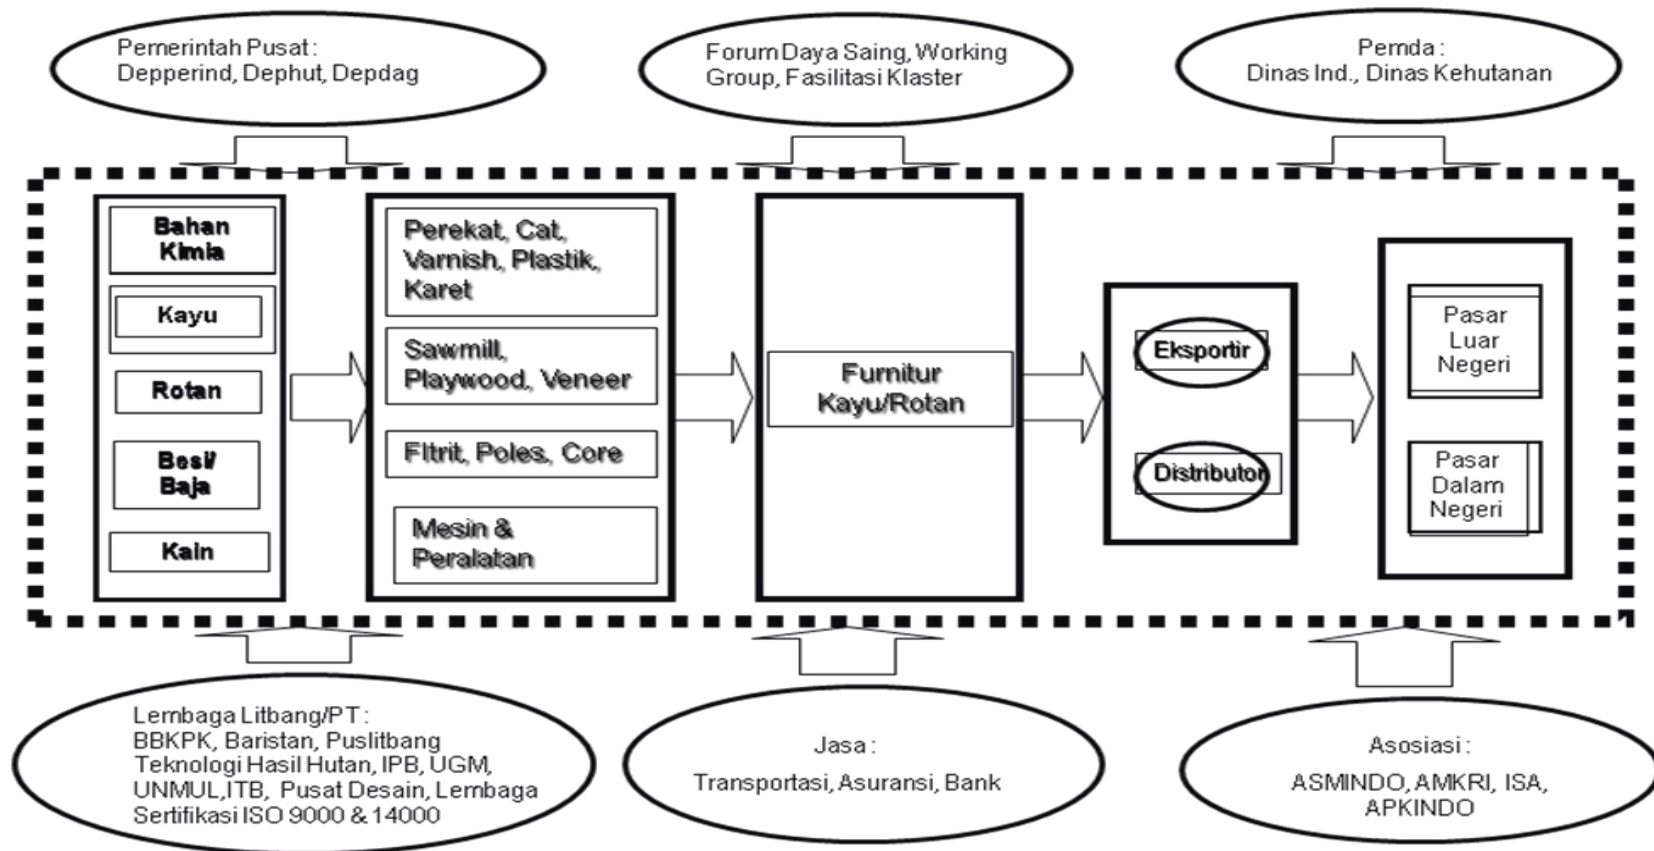 Pemerintah Pusat :
Depperind, Dephut, Depdag
Forum Daya Saing, Working
Group, Fasilitasi Klaster
Pemda :
Dinas Ind., Dinas Kehutanan
Bahan
Kimia
Kayu
Rotan
Besi/
Baja
Kain
Perekat, Cat,
Varnish, Plastik,
Karet
Sawmill,
Playwood, Veneer
Fltrit, Poles, Core
Mesin &
Peralatan
Furnitur
Kayu/Rotan
Eksportir
Distributor
Pasar
Luar
Negeri
Pasar
Dalam
Negeri
Lembaga Litbang/PT :
BBKPK, Baristan, Puslitbang
Teknologi Hasil Hutan, IPB, UGM,
UNMUL,ITB, Pusat Desain, Lembaga
Sertifikasi ISO 9000 & 14000
Jasa :
Transportasi, Asuransi, Bank
Asosiasi :
ASMINDO, AMKRI, ISA,
APKINDO